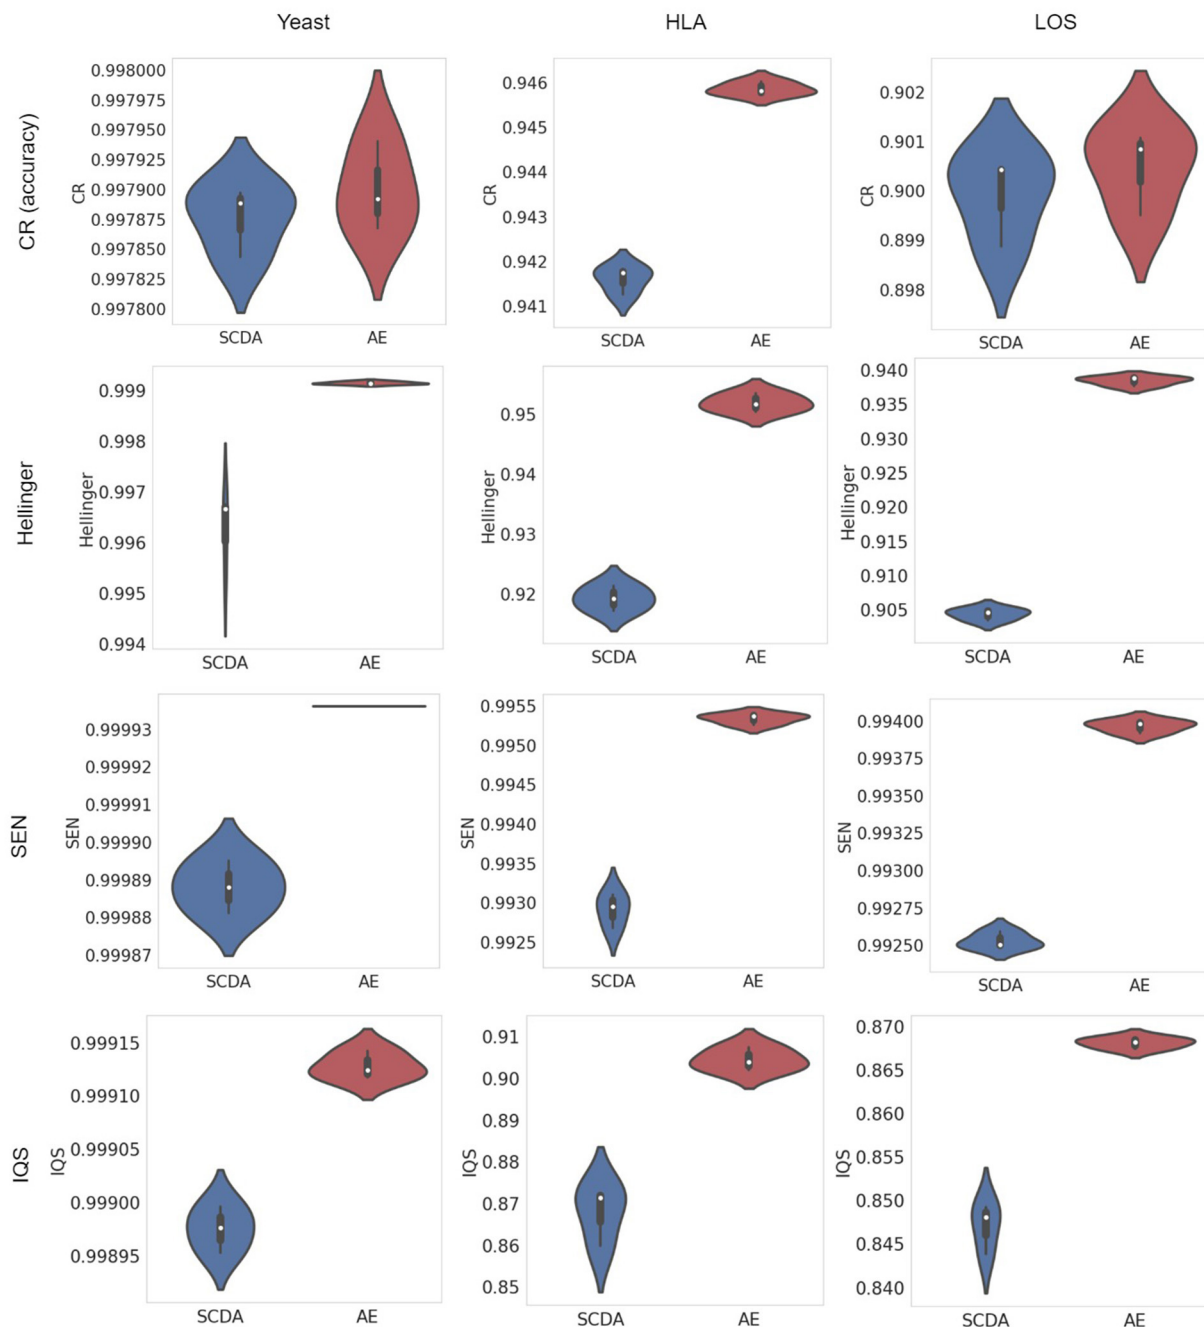 Yeast HLA LOS
CR (accuracy)
CR
0.998000
0.997975
0.997950
0.997925
0.997900
0.997875
0.997850
0.997825
0.997800
SCDA AE
CR
0.946
0.945
0.944
0.943
0.942
0.941
SCDA AE
CR
0.902
0.901
0.900
0.899
0.898
SCDA AE
Hellinger
Hellinger
0.999
0.998
0.997
0.996
0.995
0.994
SCDA AE
Hellinger
0.95
0.94
0.93
0.92
SCDA AE
Hellinger
0.940
0.935
0.930
0.925
0.920
0.915
0.910
0.905
SCDA AE
SEN
SEN
0.99993
0.99992
0.99991
0.99990
0.99989
0.99988
0.99987
SCDA AE
SEN
0.9955
0.9950
0.9945
0.9940
0.9935
0.9930
0.9925
SCDA AE
SEN
0.99400
0.99375
0.99350
0.99325
0.99300
0.99275
0.99250
SCDA AE
IQS
IQS
0.99915
0.99910
0.99905
0.99900
0.99895
SCDA AE
IQS
0.91
0.90
0.89
0.88
0.87
0.86
0.85
SCDA AE
IQS
0.870
0.865
0.860
0.855
0.850
0.845
0.840
SCDA AE